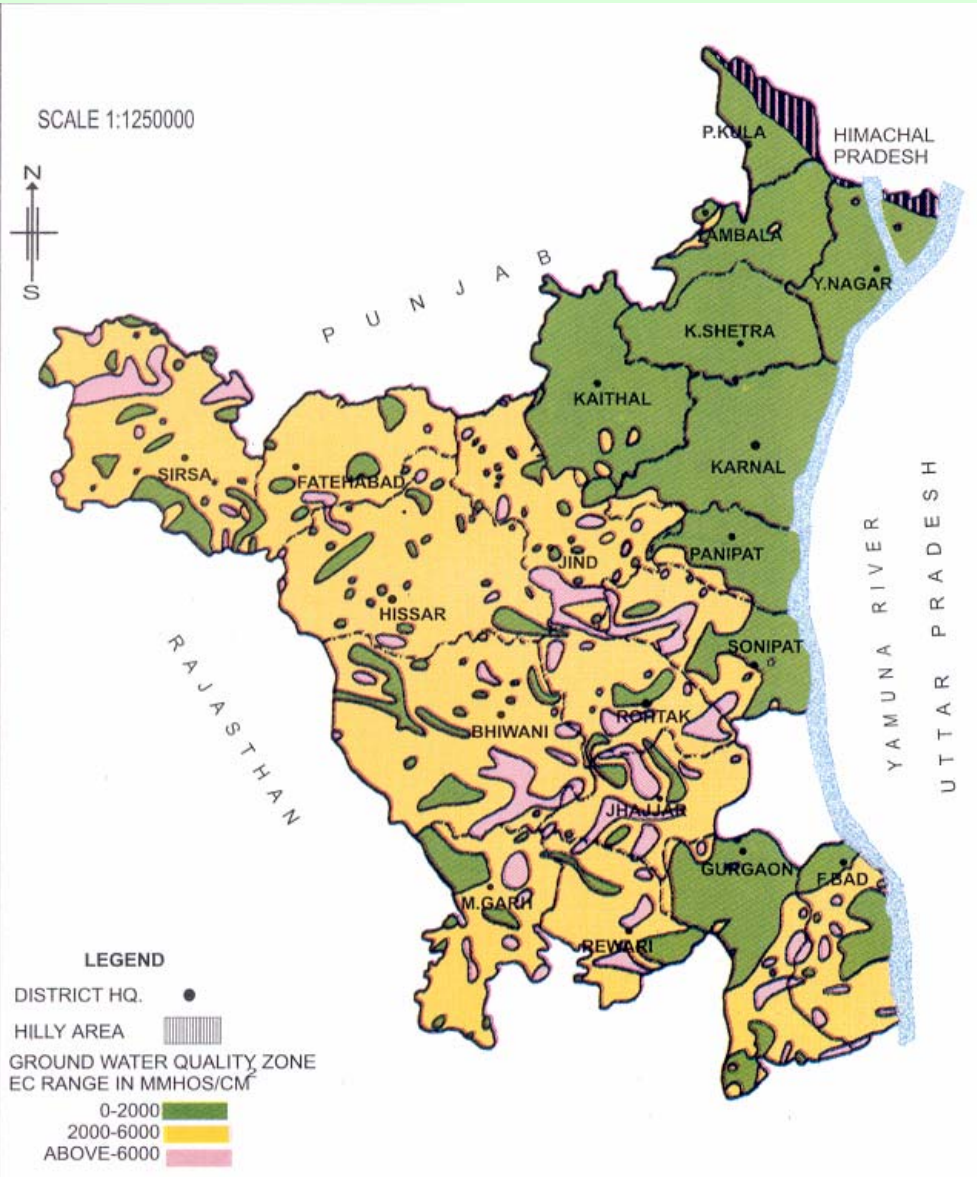 SCALE 1:1250000
N
S
P.KULA
HIMACHAL
PRADESH
AMBALA
Y.NAGAR
PUNJAB
K.SHETRA
KAITHAL
KARNAL
SIRSA
FATEHABAD
PANIPAT
JIND
HISSAR
SONIPAT
ROHTAK
BHIWANI
JHAJJAR
GURGAON
F.BAD
M.GARH
REWARI
RAJASTHAN
YAMUNA RIVER
UTTAR PRADESH
LEGEND
DISTRICT HQ.
HILLY AREA
GROUND WATER QUALITY ZONE
EC RANGE IN MMHOS/CM2
0-2000
2000-6000
ABOVE-6000